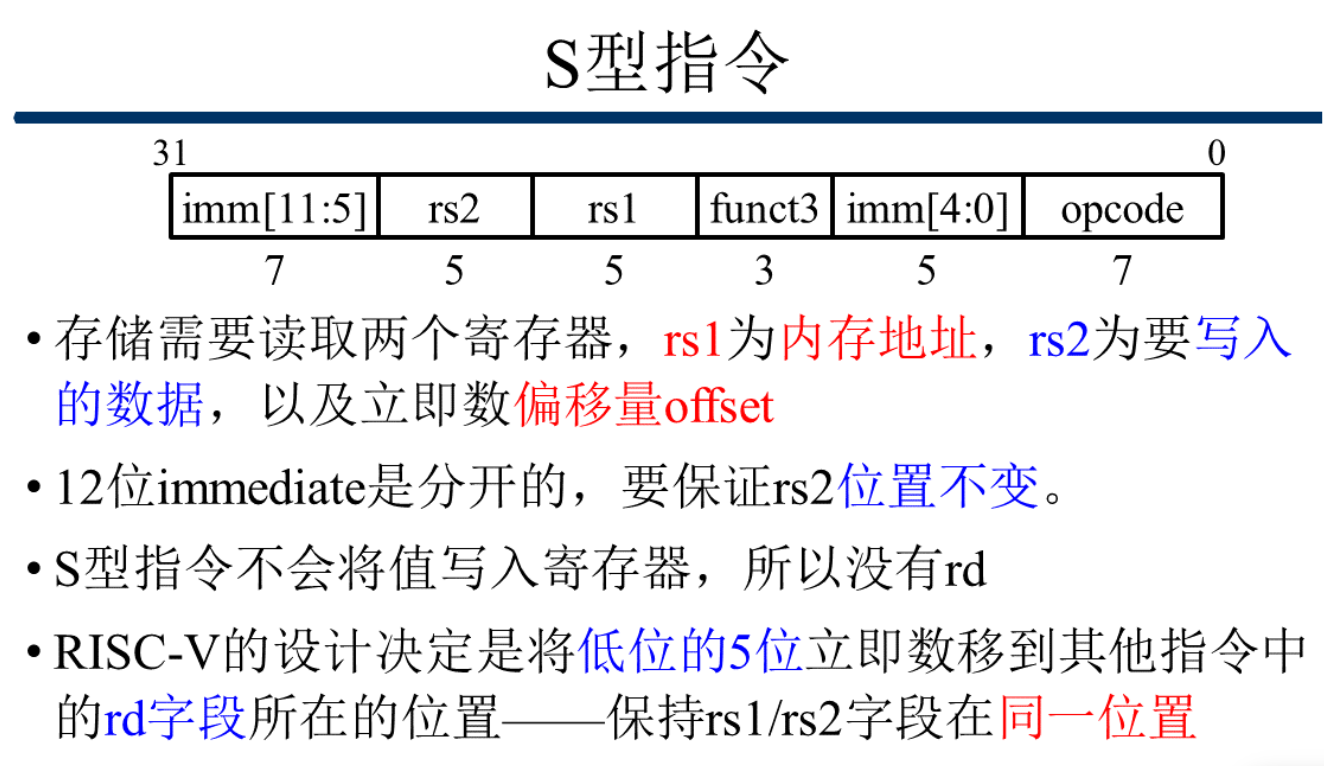 S型指令
31 0
imm[11:5] rs2 rs1 funct3 imm[4:0] opcode
7 5 5 3 5 7
• 存储需要读取两个寄存器，rs1为内存地址，rs2为要写入
的数据，以及立即数偏移量offset
• 12位immediate是分开的，要保证rs2位置不变。
• S型指令不会将值写入寄存器，所以没有rd
• RISC-V的设计决定是将低位的5位立即数移到其他指令中
的rd字段所在的位置——保持rs1/rs2字段在同一位置